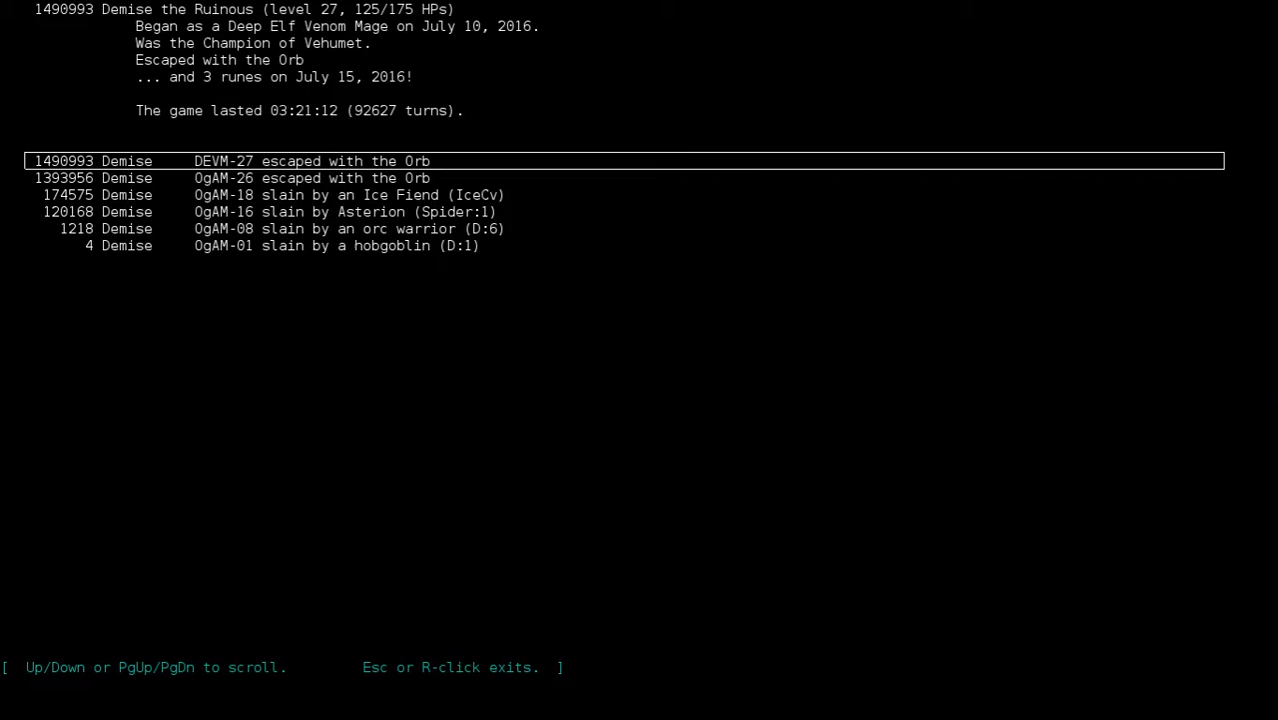 1490993 Demise the Ruinous (level 27, 125/175 HPs)
Began as a Deep Elf Venom Mage on July 10, 2016.
Was the Champion of Vehumet.
Escaped with the Orb
... and 3 runes on July 15, 2016!
The game lasted 03:21:12 (92627 turns).
1490993 Demise DEVM-27 escaped with the Orb
1393956 Demise OgAM-26 escaped with the Orb
174575 Demise OgAM-18 slain by an Ice Fiend (IceCv)
120168 Demise OgAM-16 slain by Asterion (Spider:1)
1218 Demise OgAM-08 slain by an orc warrior (D:6)
4 Demise OgAM-01 slain by a hobgoblin (D:1)
[ Up/Down or PgUp/PgDn to scroll. Esc or R-click exits. ]